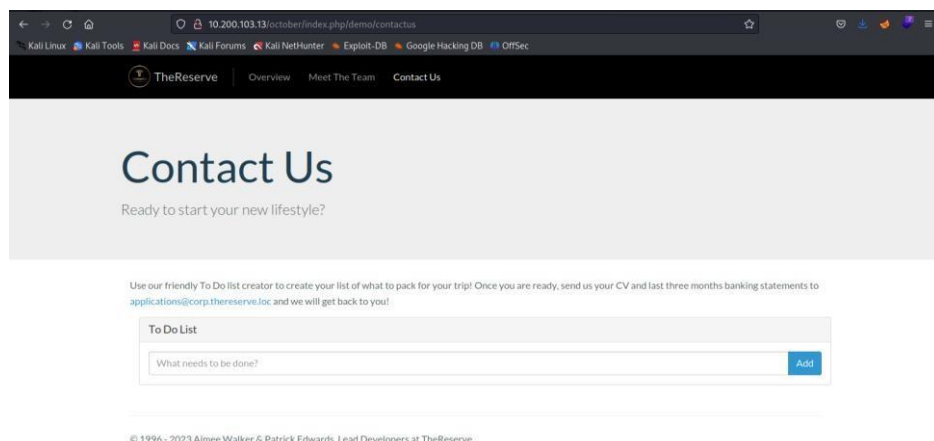 10.200.103.13/october/index.php/demo/contactus
Kali Linux Kali Tools Kali Docs Kali Forums Kali NetHunter Exploit-DB Google Hacking DB OffSec
TheReserve Overview Meet The Team Contact Us
Contact Us
Ready to start your new lifestyle?
Use our friendly To Do list creator to create your list of what to pack for your trip! Once you are ready, send us your CV and last three months banking statements to
applications@corp.thereserve.loc and we will get back to you!
To Do List
What needs to be done? Add
© 1996 - 2023 Aimee Walker & Patrick Edwards. Lead Developers at TheReserve